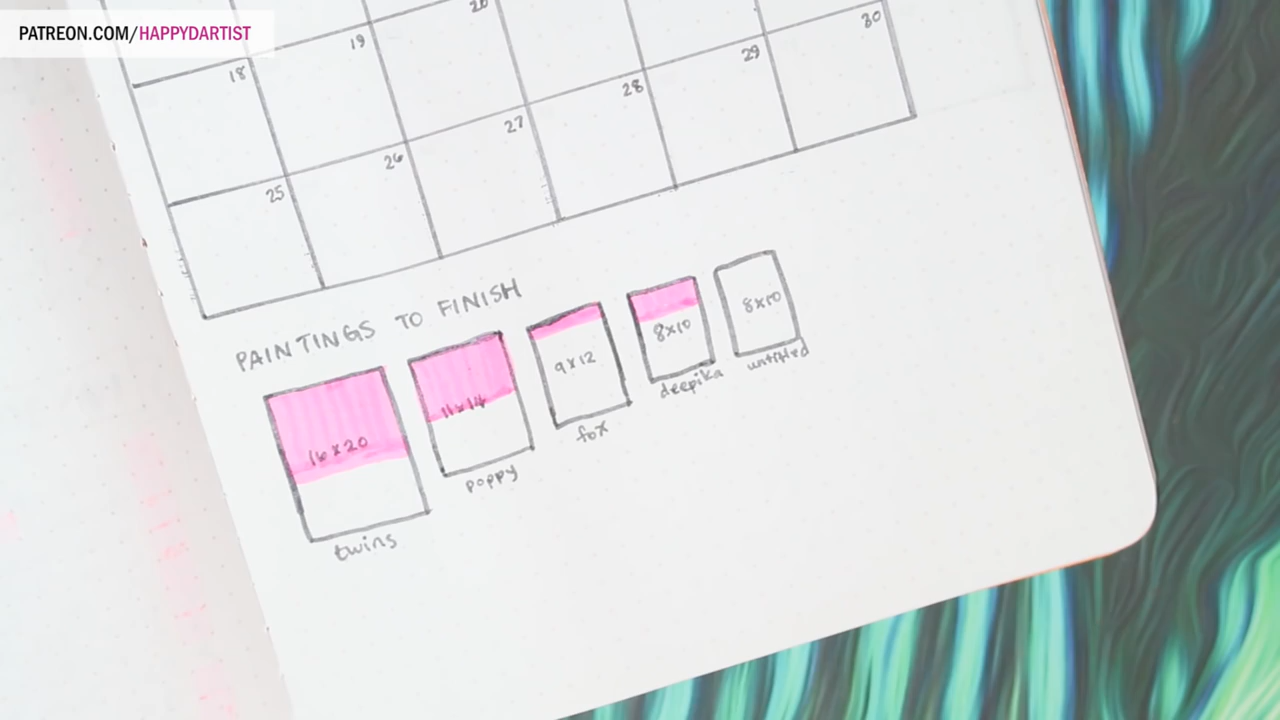 PATREON.COM/HAPPYDARTIST
20
30
19
29
18
28
27
26
25
PAINTINGS TO FINISH
16x20
11x14
9x12
8x10
8x10
twins
poppy
fox
deepika
untitled